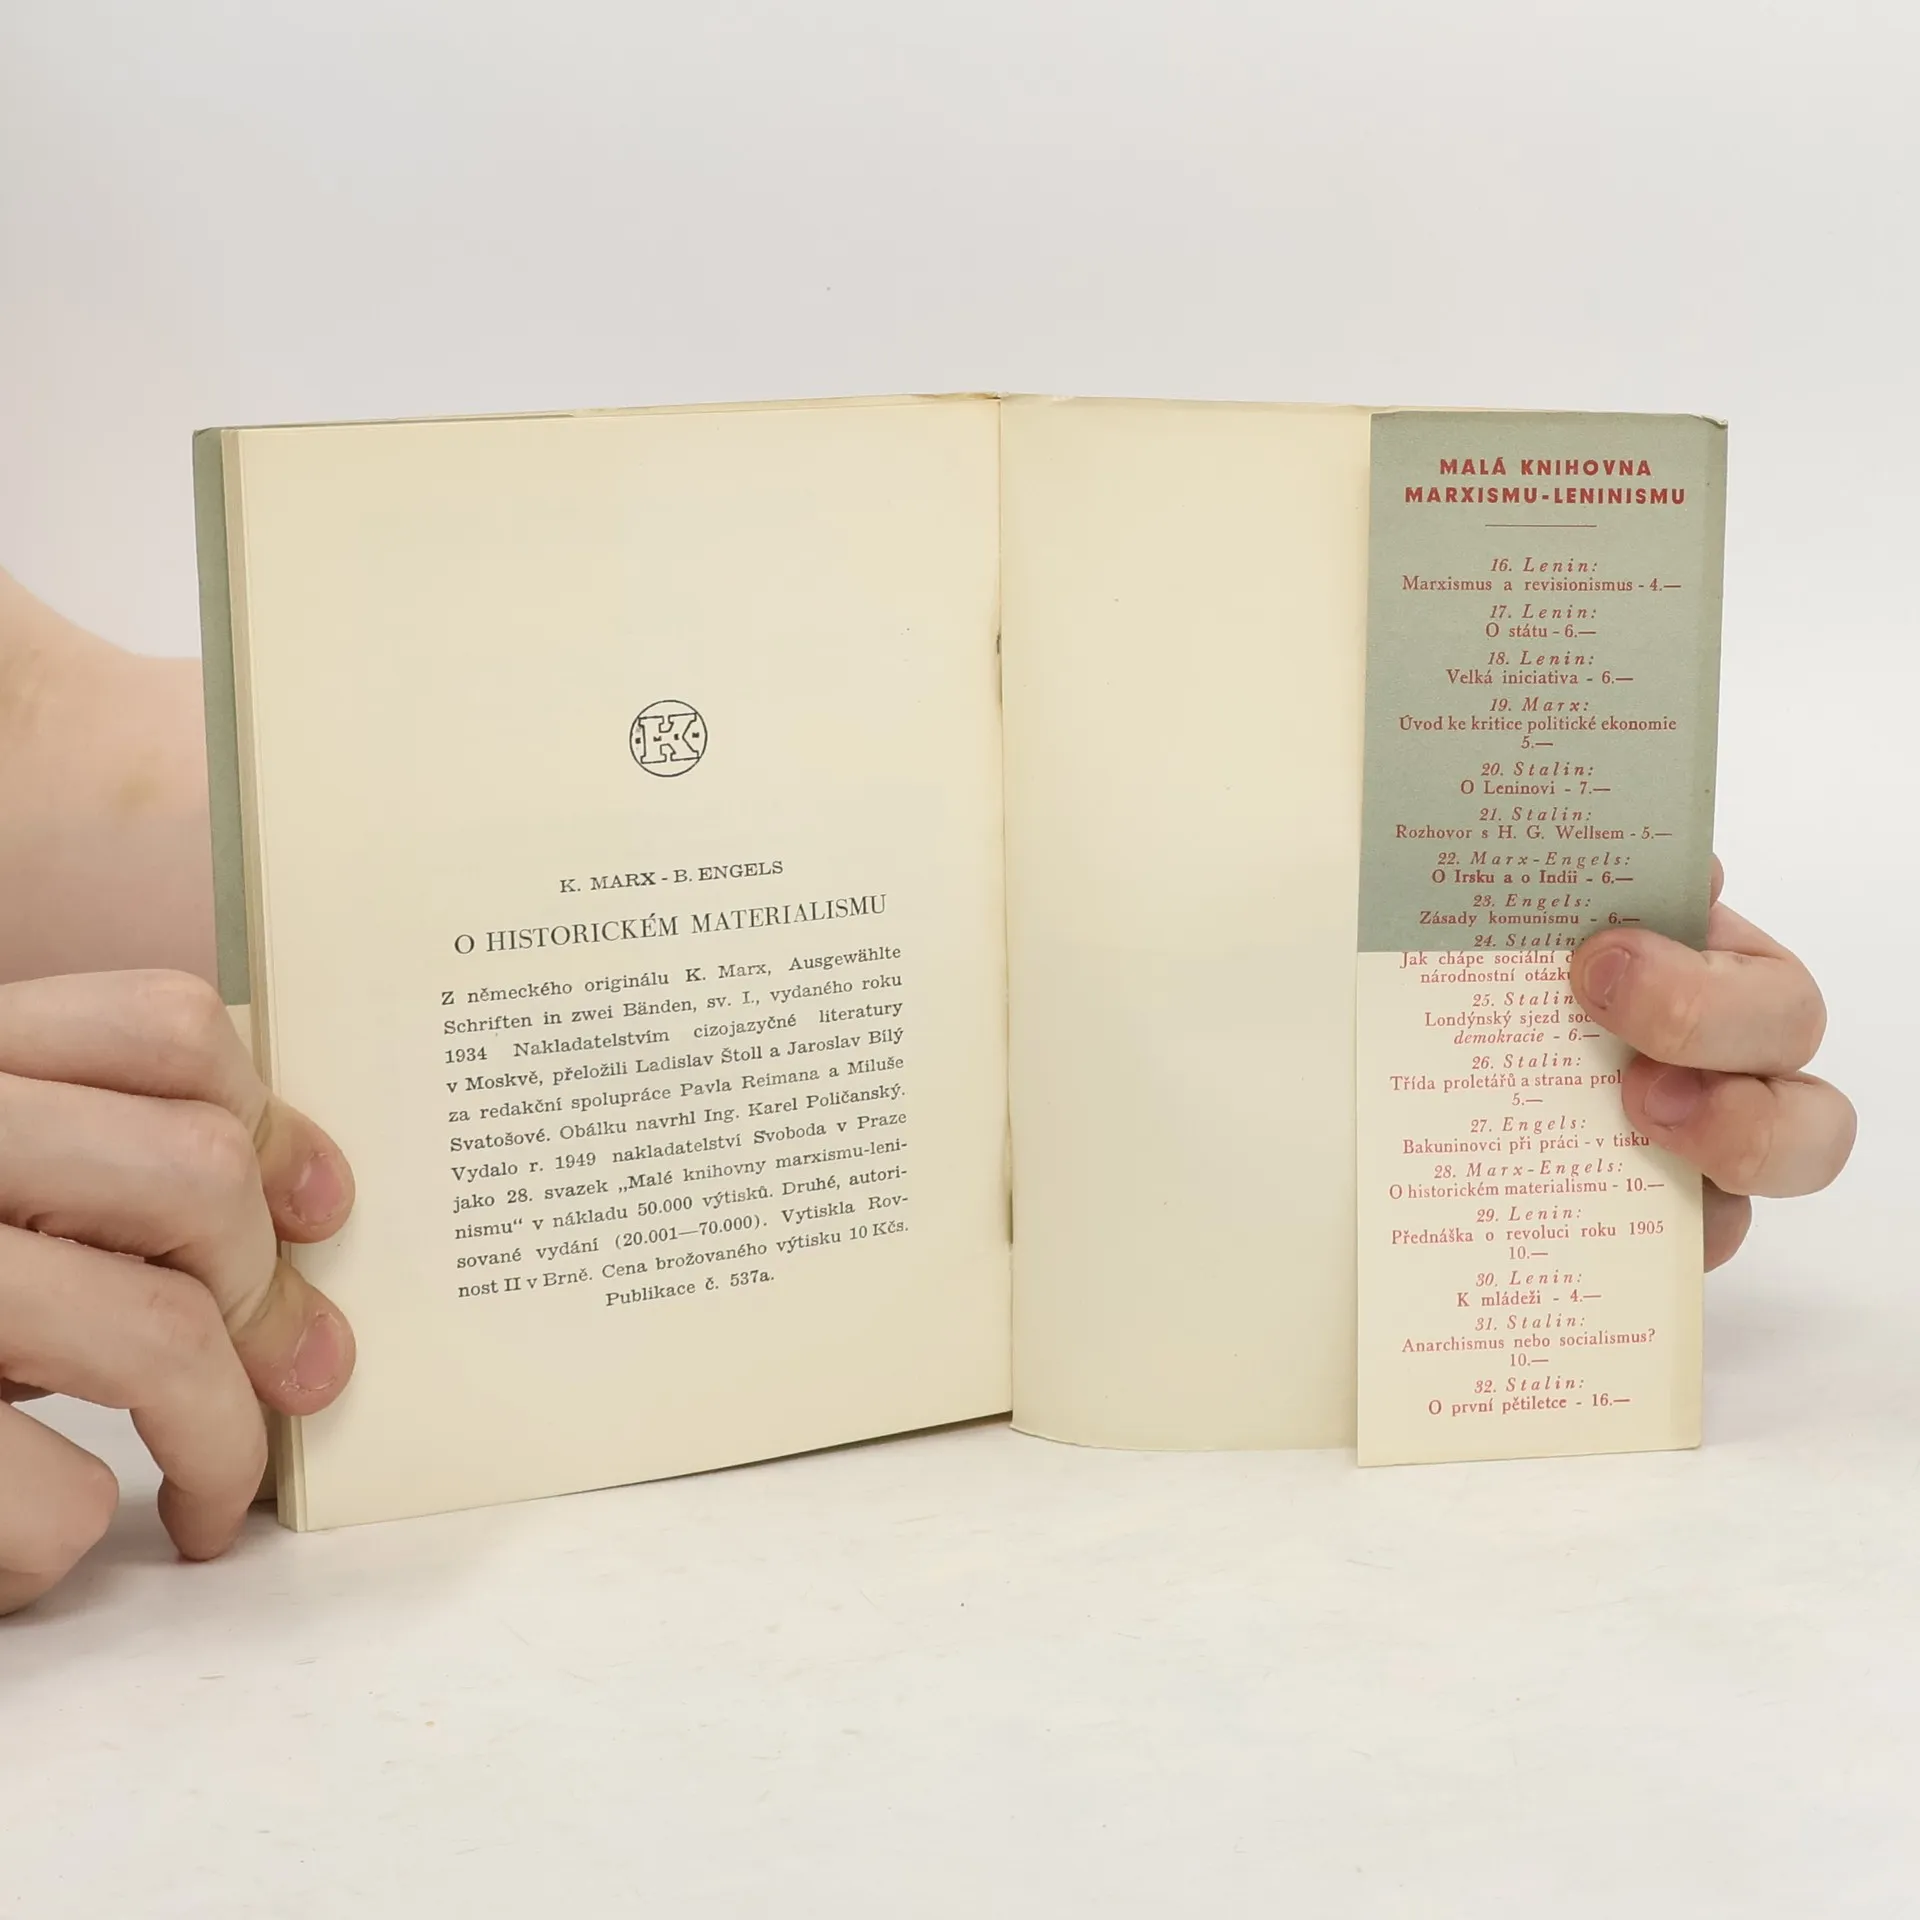 K
K. MARX - B. ENGELS
O HISTORICKÉM MATERIALISMU
Z německého originálu K. Marx, Ausgewählte
Schriften in zwei Bänden, sv. I., vydaného roku
1934 Nakladatelstvím cizojazyčné literatury
v Moskvě, přeložili Ladislav Štoll a Jaroslav Bílý
za redakční spolupráce Pavla Reimana a Miluše
Svatošové. Obálku navrhl Ing. Karel Poličanský.
Vydalo r. 1949 nakladatelství Svoboda v Praze
jako 28. svazek „Malé knihovny marxismu-leni-
nismu“ v nákladu 50.000 výtisků. Druhé, autori-
sované vydání (20.001—70.000). Vytiskla Rov-
nost II v Brně. Cena brožovaného výtisku 10 Kčs.
Publikace č. 537a.
MALÁ KNIHOVNA
MARXISMU-LENINISMU
16. Lenin:
Marxismus a revisionismus - 4.—
17. Lenin:
O státu - 6.—
18. Lenin:
Velká iniciativa - 6.—
19. Marx:
Úvod ke kritice politické ekonomie
5.—
20. Stalin:
O Leninovi - 7.—
21. Stalin:
Rozhovor s H. G. Wellsem - 5.—
22. Marx-Engels:
O Irsku a o Indii - 6.—
23. Engels:
Zásady komunismu - 6.—
24. Stalin:
Jak chápe sociální
národnostní
25. Stalin
Londýnský sjezd
demokracie - 6.—
26. Stalin:
Třída proletářů a strana
5.—
27. Engels:
Bakuninovci při práci - v tisku
28. Marx-Engels:
O historickém materialismu - 10.—
29. Lenin:
Přednáška o revoluci roku 1905
10.—
30. Lenin:
K mládeži - 4.—
31. Stalin:
Anarchismus nebo socialismus?
10.—
32. Stalin:
O první pětiletce - 16.—